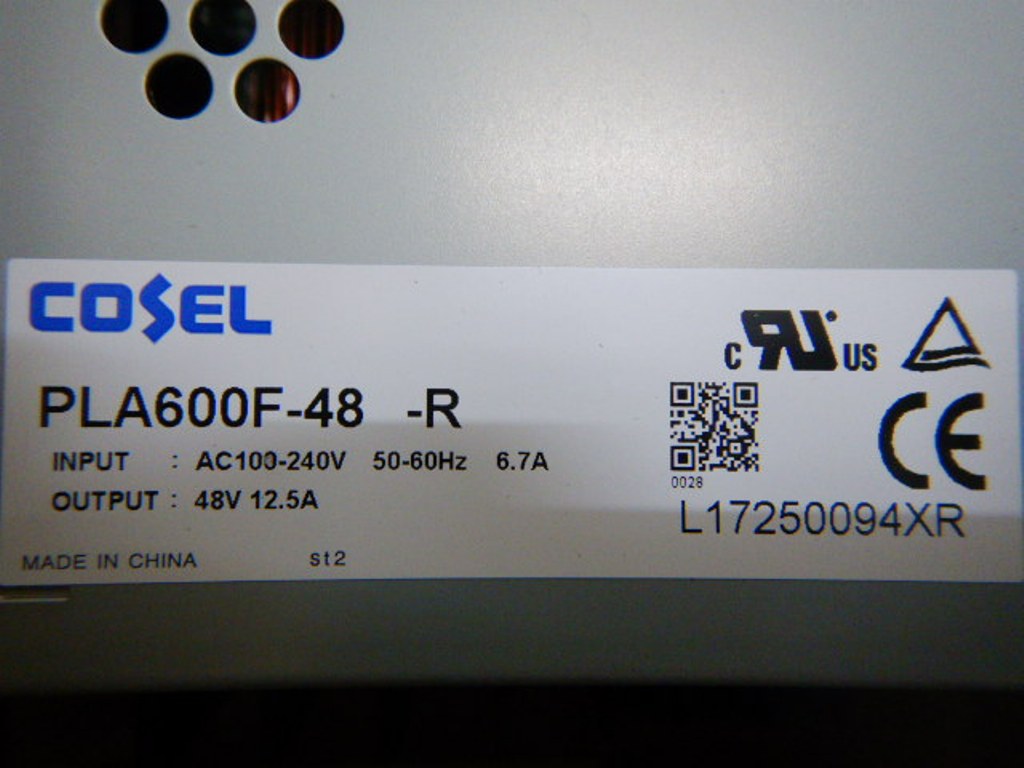 COSEL
PLA600F-48 -R
INPUT : AC100-240V 50-60Hz 6.7A
OUTPUT : 48V 12.5A
MADE IN CHINA st2
C RU US
CE
0028
L17250094XR